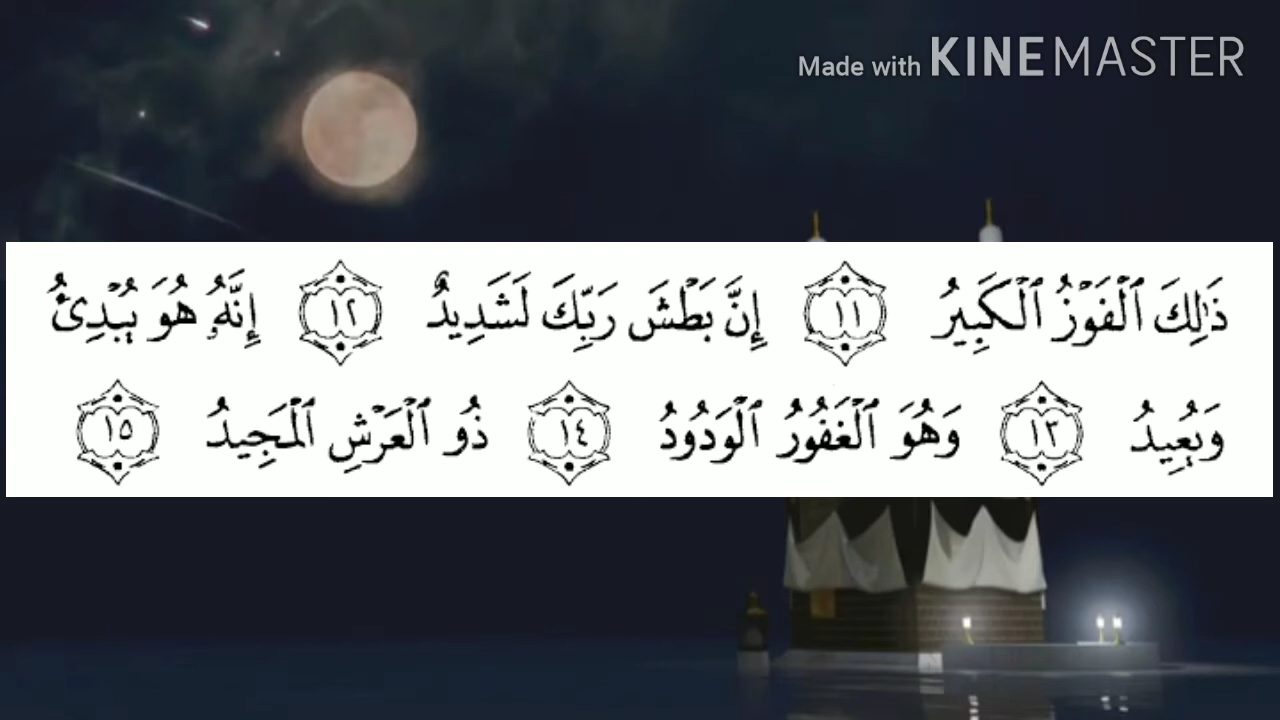 Made with KINEMASTER
ذَٰلِكَ ٱلْفَوْزُ ٱلْكَبِيرُ ١١ إِنَّ بَطْشَ رَبِّكَ لَشَدِيدٌ ١٢ إِنَّهُۥ هُوَ يُبْدِئُ
وَيُعِيدُ ١٣ وَهُوَ ٱلْغَفُورُ ٱلْوَدُودُ ١٤ ذُو ٱلْعَرْشِ ٱلْمَجِيدُ ١٥